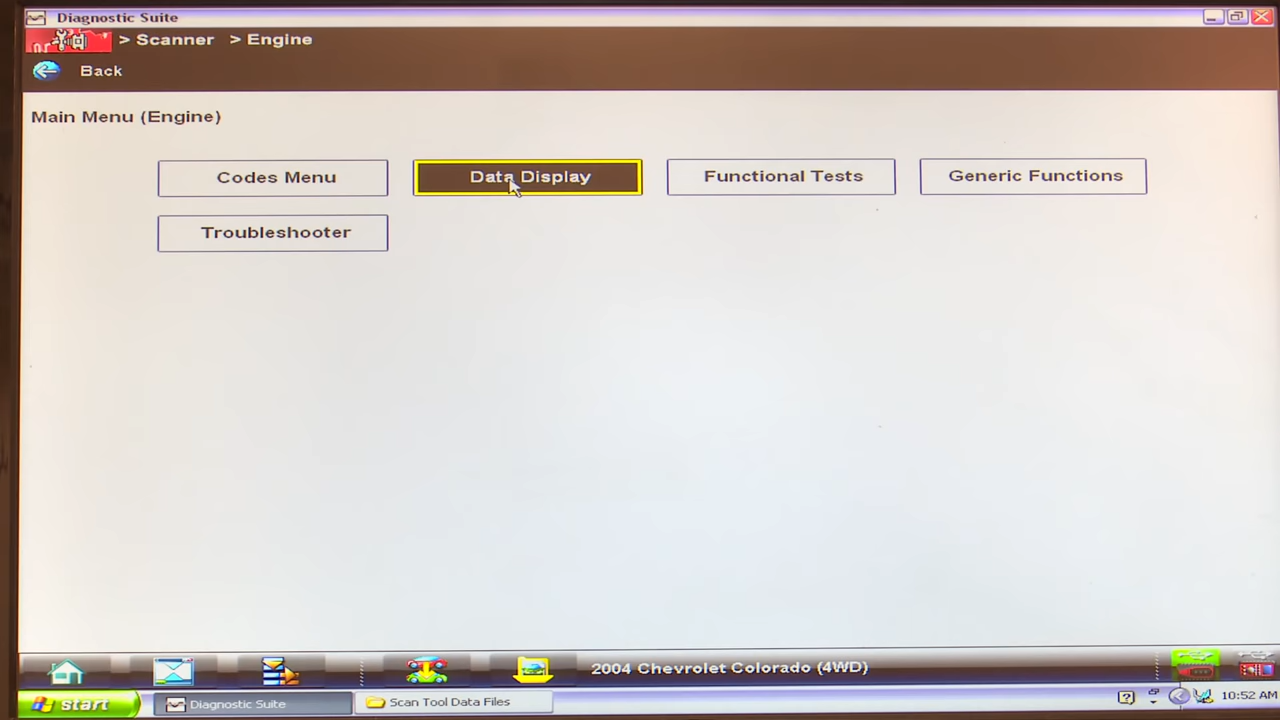 Diagnostic Suite
> Scanner > Engine
Back
Main Menu (Engine)
Codes Menu
Data Display
Functional Tests
Generic Functions
Troubleshooter
2004 Chevrolet Colorado (4WD)
start
Diagnostic Suite
Scan Tool Data Files
10:52 AM